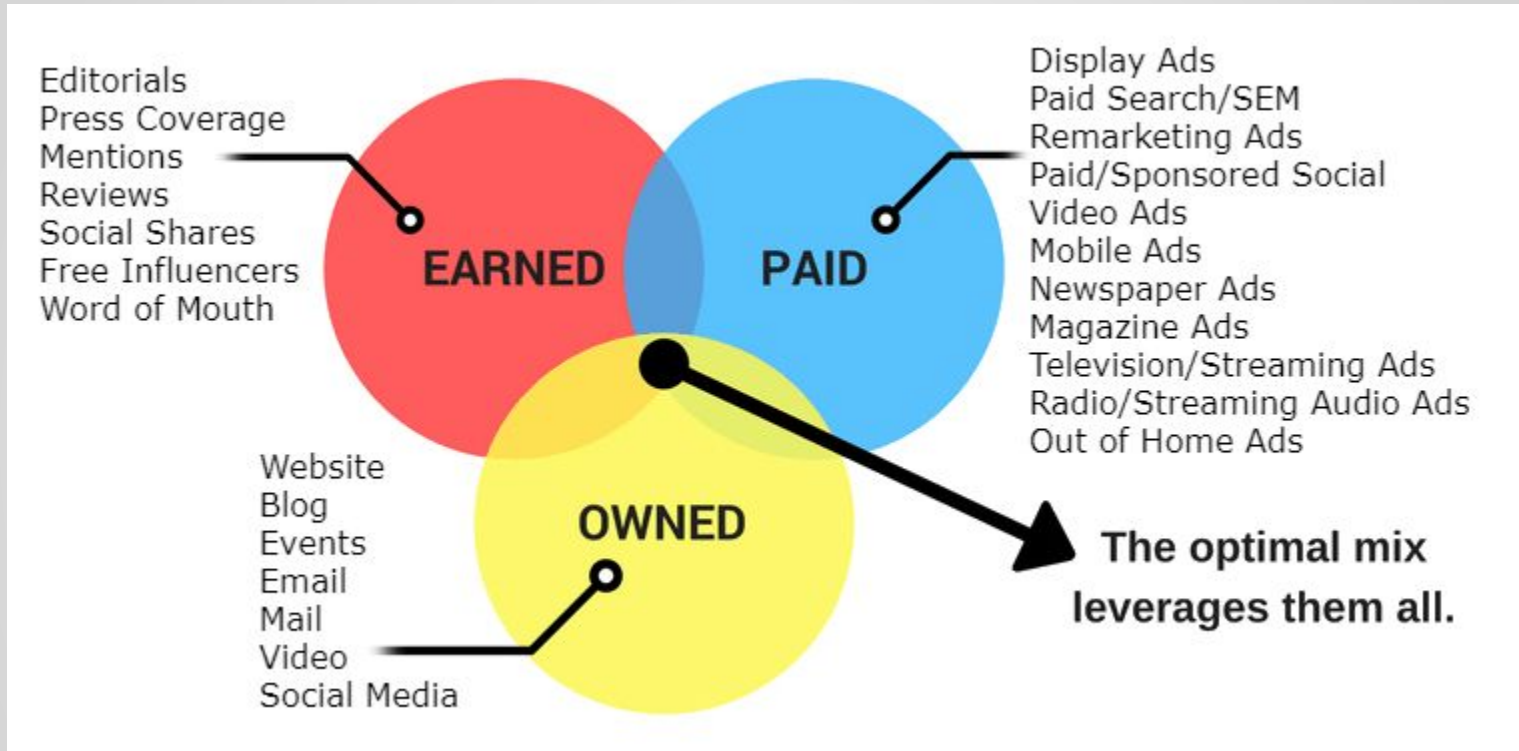 Editorials
Press Coverage
Mentions
Reviews
Social Shares
Free Influencers
Word of Mouth
EARNED
PAID
Display Ads
Paid Search/SEM
Remarketing Ads
Paid/Sponsored Social
Video Ads
Mobile Ads
Newspaper Ads
Magazine Ads
Television/Streaming Ads
Radio/Streaming Audio Ads
Out of Home Ads
Website
Blog
Events
Email
Mail
Video
Social Media
OWNED
The optimal mix
leverages them all.